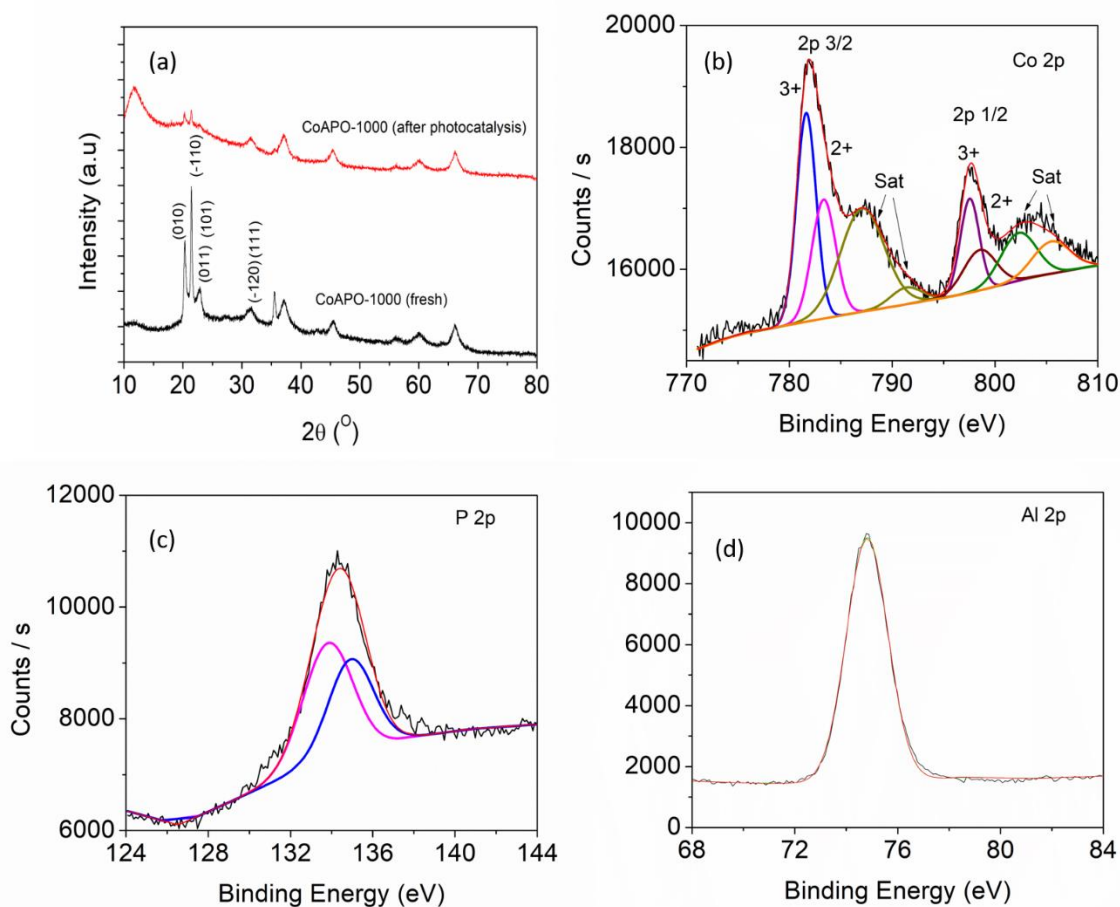 (a)
Intensity (a.u)
CoAPO-1000 (after photocatalysis)
(010)
(-110)
(011) (101)
(-120) (111)
CoAPO-1000 (fresh)
10 20 30 40 50 60 70 80
2θ (O)
(b)
Co 2p
Counts / s
20000
18000
16000
2p 3/2
3+
2+
Sat
2p 1/2
3+
2+
Sat
770 780 790 800 810
Binding Energy (eV)
(c)
P 2p
Counts / s
12000
10000
8000
6000
124 128 132 136 140 144
Binding Energy (eV)
(d)
Al 2p
10000
8000
6000
4000
2000
0
68 72 76 80 84
Binding Energy (eV)